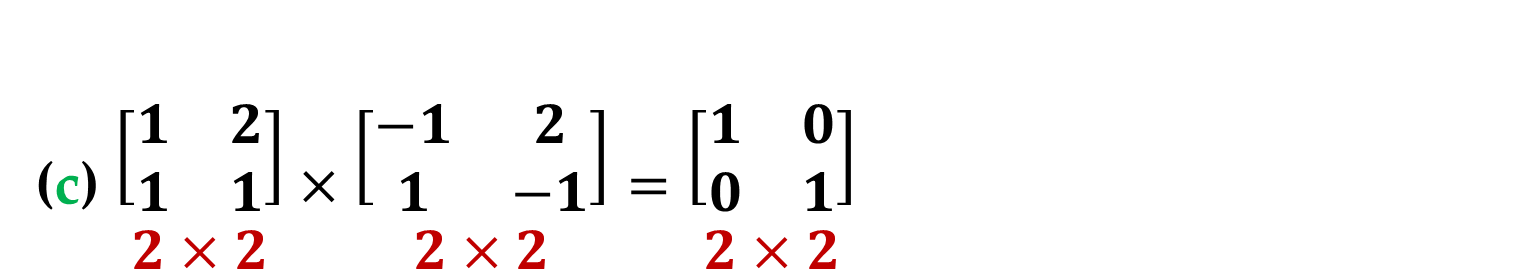 (c) [1 2 1 1] × [−1 2 1 −1] = [1 0 0 1]
2 × 2 2 × 2 2 × 2